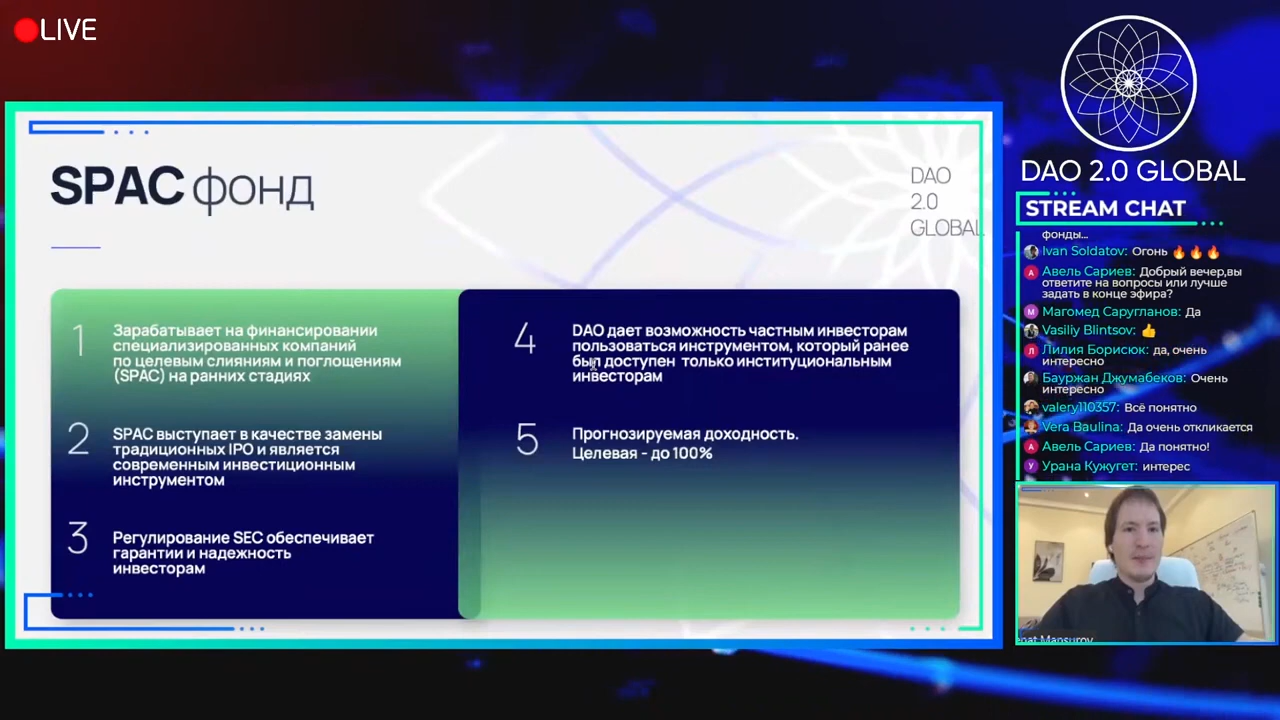 LIVE
SPAC фонд
DAO
2.0
GLOBAL
1
Зарабатывает на финансировании
специализированных компаний
по целевым слияниям и поглощениям
(SPAC) на ранних стадиях
2
SPAC выступает в качестве замены
традиционных IPO и является
современным инвестиционным
инструментом
3
Регулирование SEC обеспечивает
гарантии и надежность
инвесторам
4
DAO дает возможность частным инвесторам
пользоваться инструментом, который ранее
был доступен только институциональным
инвесторам
5
Прогнозируемая доходность.
Целевая - до 100%
DAO 2.0 GLOBAL
STREAM CHAT
фонды...
Ivan Soldatov: Огонь 🔥🔥🔥
А Авель Сариев: Добрый вечер,вы
ответите на вопросы или лучше
задать в конце эфира?
М Магомед Саругланов: Да
Vasiliy Blintsov: 👍
Л Лилия Борисюк: да, очень
интересно
Бауржан Джумабеков: Очень
интересно
valery110357: Всё понятно
Vera Baulina: Да очень откликается
А Авель Сариев: Да понятно!
У Урана Кужугет: интерес
enat Mansurov